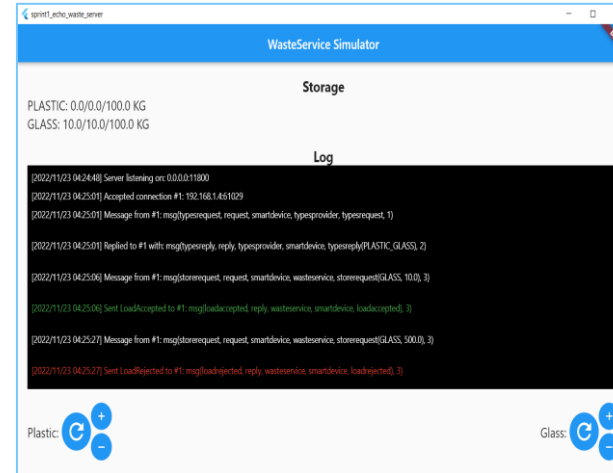 sprint1_echo_waste_server
WasteService Simulator
Storage
PLASTIC: 0.0/0.0/100.0 KG
GLASS: 10.0/10.0/100.0 KG
Log
[2022/11/23 04:24:48] Server listening on: 0.0.0.0:11800
[2022/11/23 04:25:01] Accepted connection #1: 192.168.1.4:61029
[2022/11/23 04:25:01] Message from #1: msg(typesrequest, request, smartdevice, typesprovider, typesrequest, 1)
[2022/11/23 04:25:01] Replied to #1 with: msg(typesreply, reply, typesprovider, smartdevice, typesreply(PLASTIC_GLASS), 2)
[2022/11/23 04:25:06] Message from #1: msg(storerequest, request, smartdevice, wasteservice, storerequest(GLASS, 10.0), 3)
[2022/11/23 04:25:06] Sent LoadAccepted to #1: msg(loadaccepted, reply, wasteservice, smartdevice, loadaccepted), 3)
[2022/11/23 04:25:27] Message from #1: msg(storerequest, request, smartdevice, wasteservice, storerequest(GLASS, 500.0), 3)
[2022/11/23 04:25:27] Sent LoadRejected to #1: msg(loadrejected, reply, wasteservice, smartdevice, loadrejected), 3)
Plastic: + −
Glass: + −